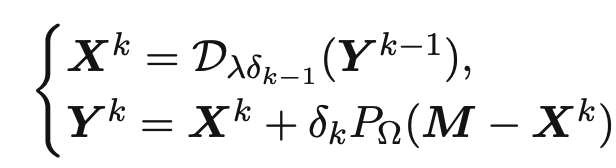 X^k = 𝒟_{λδ_{k−1}}(Y^{k−1}),
Y^k = X^k + δ_k P_Ω(M − X^k)